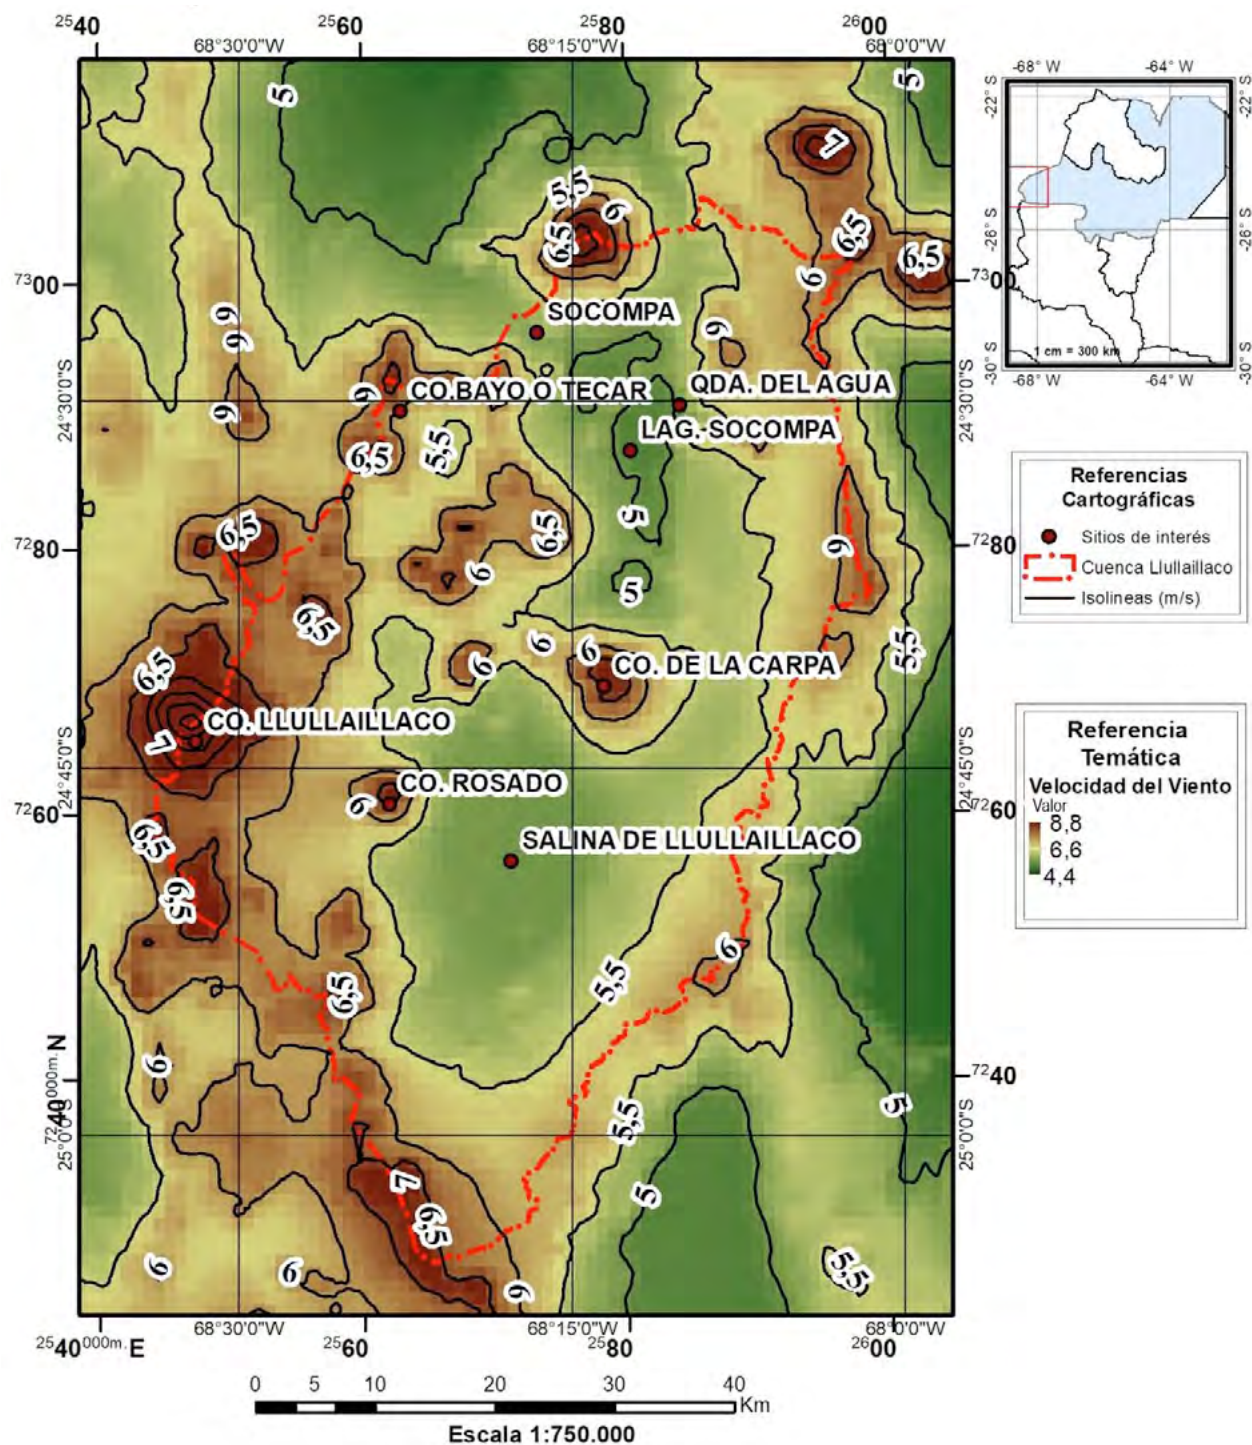 2540 2560 2580 2600
68°30'0"W 68°15'0"W 68°0'0"W
5 5
7
5,5
6
6,5
6,5
6,5
6
7300 7300
SOCOMPA
6
6
6
24°30'0"S 24°30'0"S
CO.BAYO O TECAR
QDA. DEL AGUA
6
6
LAG. SOCOMPA
6,5
5,5
5
6,5
6,5
7280 7280
6
6
5
6,5
5,5
6
6
6
6,5
CO. DE LA CARPA
CO. LLULLAILLACO
7
24°45'0"S 24°45'0"S
CO. ROSADO
6
7260 7260
6,5
SALINA DE LLULLAILLACO
6,5
6
5,5
6,5
6
7240000m. N
7240
5
5,5
25°0'0"S 25°0'0"S
7
5
6,5
6
6
6
5,5
68°30'0"W 68°15'0"W 68°0'0"W
2540000m. E 2560 2580 2600
0 5 10 20 30 40
Km
Escala 1:750.000
-68° W -64° W
-22° S -22° S
-26° S -26° S
-30° S -30° S
1 cm = 300 km
-68° W -64° W
Referencias
Cartográficas
Sitios de interés
Cuenca Llullaillaco
Isolineas (m/s)
Referencia
Temática
Velocidad del Viento
Valor
8,8
6,6
4,4